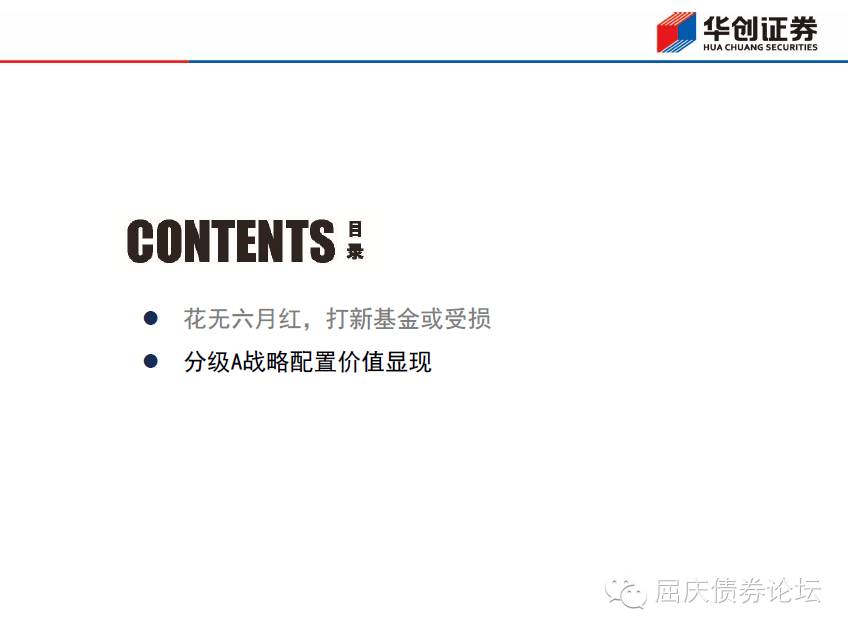 华创证券
HUA CHUANG SECURITIES
CONTENTS 目录
花无六月红，打新基金或受损
分级A战略配置价值显现
屈庆债券论坛